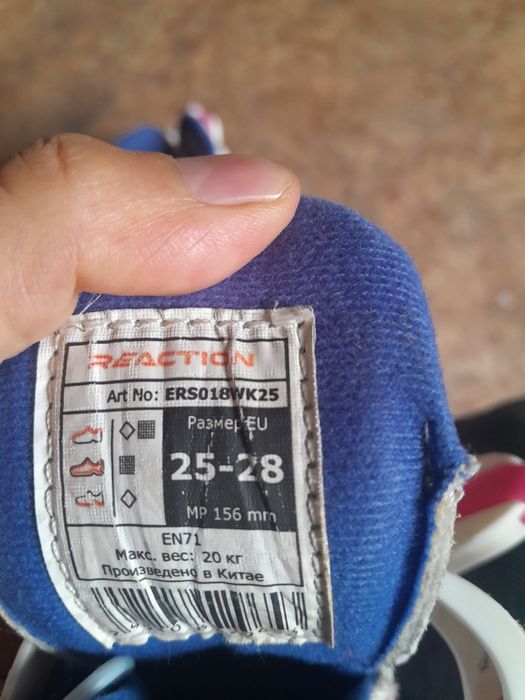 REACTION
Art No: ERS018WK25
Размер EU
25-28
MP 156 mm
EN71
Макс. вес: 20 кг
Произведено в Китае